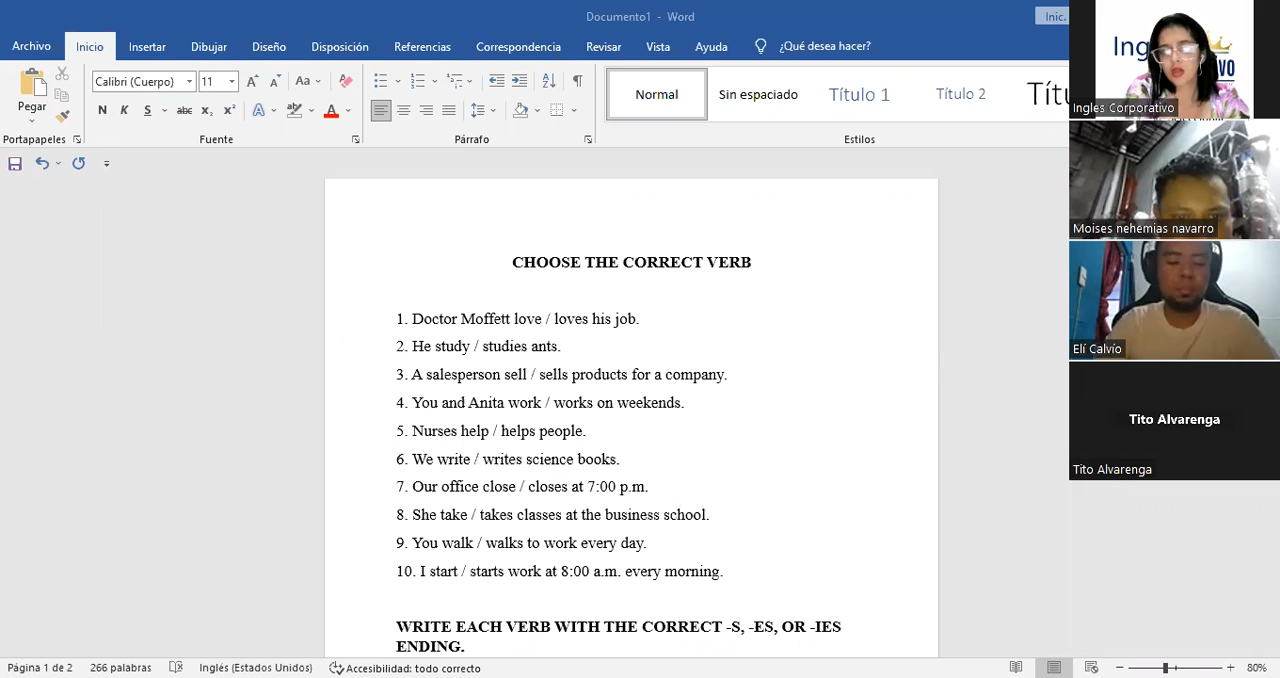 Documento1 - Word
Inic.
Archivo Inicio Insertar Dibujar Diseño Disposición Referencias Correspondencia Revisar Vista Ayuda ¿Qué desea hacer?
Pegar
Calibri (Cuerpo) 11
Aa
N K S abc x₂ x² A A
Normal
Sin espaciado
Título 1
Título 2
Portapapeles Fuente Párrafo Estilos
CHOOSE THE CORRECT VERB
1. Doctor Moffett love / loves his job.
2. He study / studies ants.
3. A salesperson sell / sells products for a company.
4. You and Anita work / works on weekends.
5. Nurses help / helps people.
6. We write / writes science books.
7. Our office close / closes at 7:00 p.m.
8. She take / takes classes at the business school.
9. You walk / walks to work every day.
10. I start / starts work at 8:00 a.m. every morning.
WRITE EACH VERB WITH THE CORRECT -S, -ES, OR -IES
ENDING.
Página 1 de 2 266 palabras Inglés (Estados Unidos) Accesibilidad: todo correcto 80%
Ingles Corporativo
Moises nehemias navarro
Elí Calvío
Tito Alvarenga
Tito Alvarenga